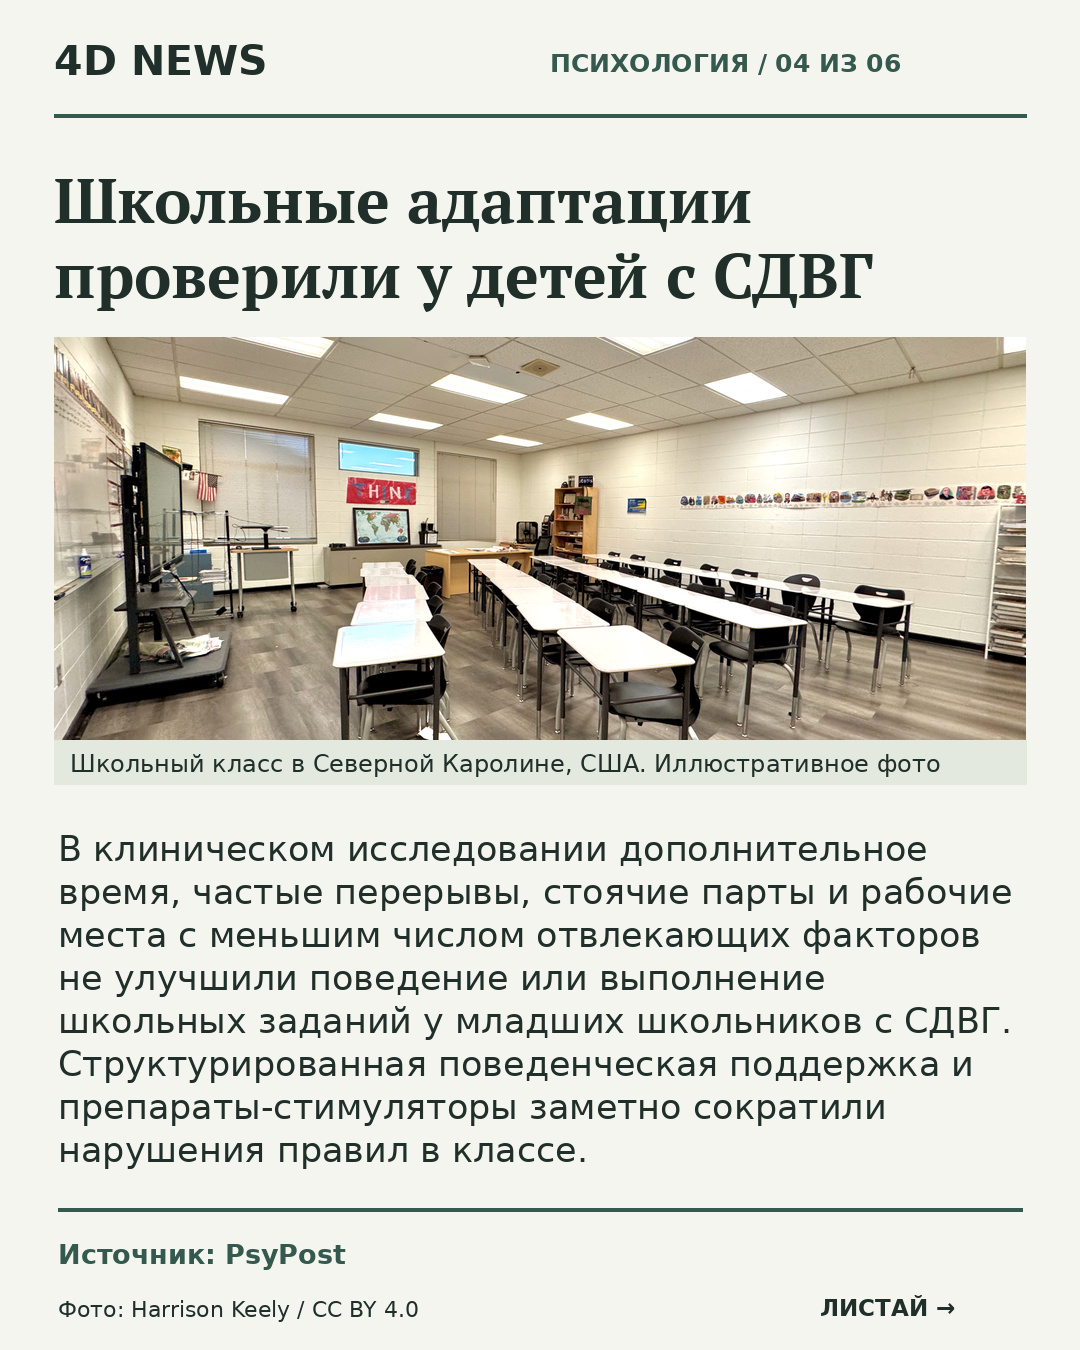 4D NEWS
ПСИХОЛОГИЯ / 04 ИЗ 06
Школьные адаптации
проверили у детей с СДВГ
THINK
Школьный класс в Северной Каролине, США. Иллюстративное фото
В клиническом исследовании дополнительное
время, частые перерывы, стоячие парты и рабочие
места с меньшим числом отвлекающих факторов
не улучшили поведение или выполнение
школьных заданий у младших школьников с СДВГ.
Структурированная поведенческая поддержка и
препараты-стимуляторы заметно сократили
нарушения правил в классе.
Источник: PsyPost
Фото: Harrison Keely / CC BY 4.0
ЛИСТАЙ →